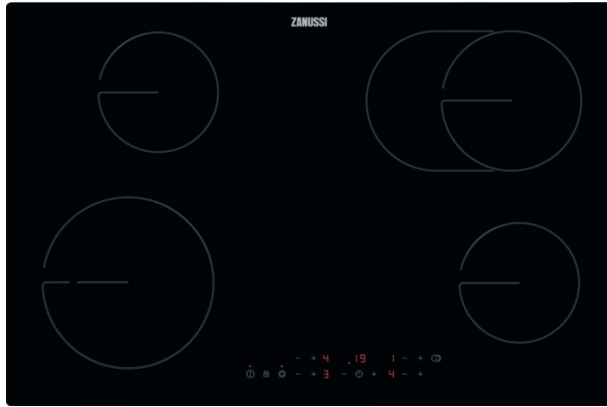 ZANUSSI
- + 4 19 1 - +
- + 3 - + 4 - +